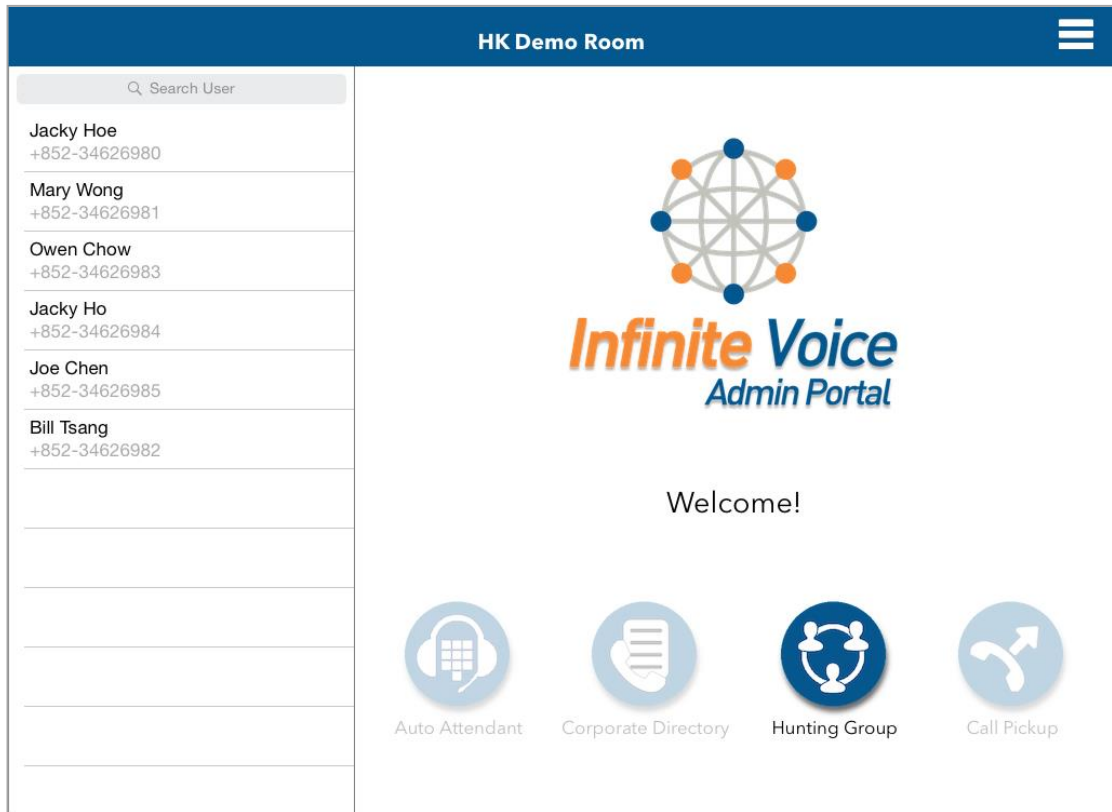 HK Demo Room
Search User
Jacky Hoe
+852-34626980
Mary Wong
+852-34626981
Owen Chow
+852-34626983
Jacky Ho
+852-34626984
Joe Chen
+852-34626985
Bill Tsang
+852-34626982
Infinite Voice
Admin Portal
Welcome!
Auto Attendant
Corporate Directory
Hunting Group
Call Pickup